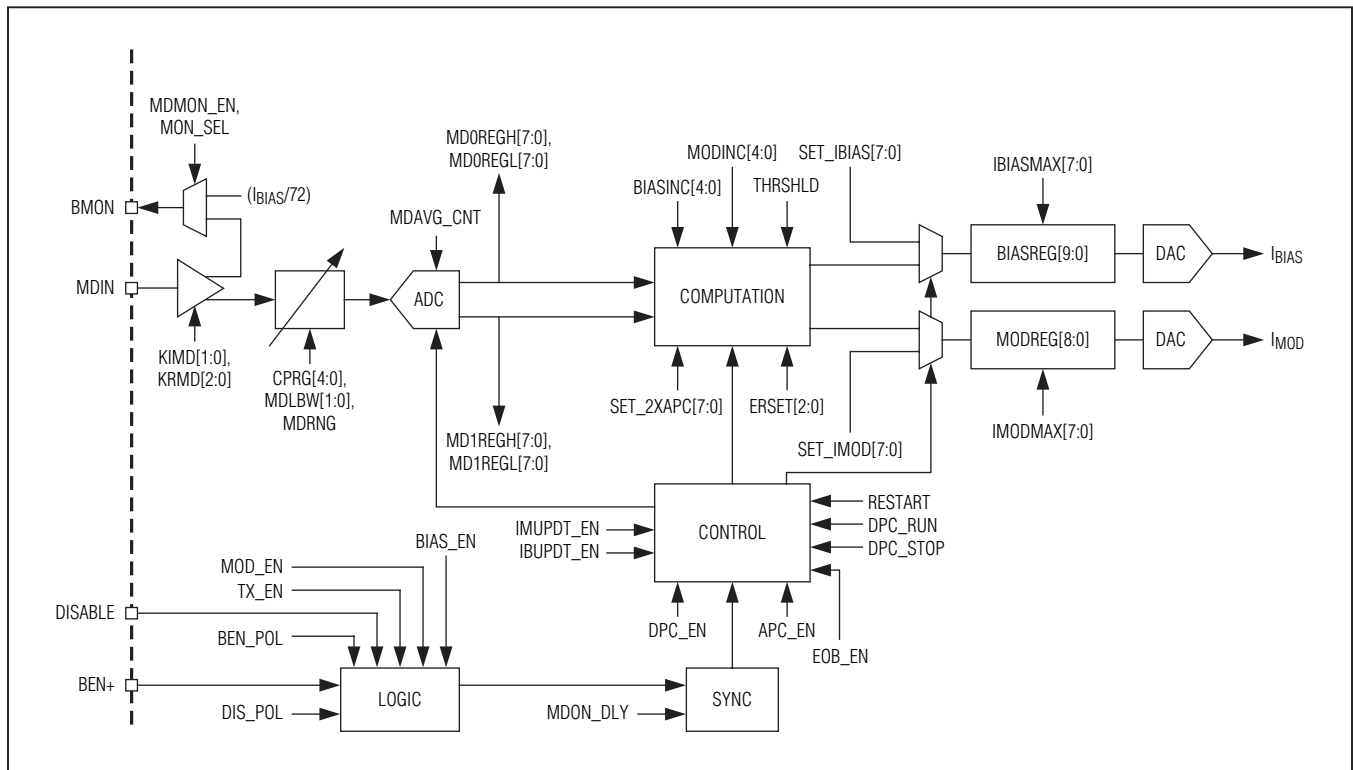 MDMON_EN,
MON_SEL
(IBIAS/72)
BMON
MDIN
KIMD[1:0],
KRMD[2:0]
CPRG[4:0],
MDLBW[1:0],
MDRNG
MDAVG_CNT
ADC
MD0REGH[7:0],
MD0REGL[7:0]
MD1REGH[7:0],
MD1REGL[7:0]
MODINC[4:0]
BIASINC[4:0]
THRSHLD
COMPUTATION
SET_2XAPC[7:0]
ERSET[2:0]
SET_IBIAS[7:0]
IBIASMAX[7:0]
BIASREG[9:0]
DAC
IBIAS
MODREG[8:0]
DAC
IMOD
SET_IMOD[7:0]
IMODMAX[7:0]
IMUPDT_EN
IBUPDT_EN
CONTROL
RESTART
DPC_RUN
DPC_STOP
DPC_EN
APC_EN
EOB_EN
BIAS_EN
MOD_EN
TX_EN
DISABLE
BEN_POL
BEN+
LOGIC
DIS_POL
MDON_DLY
SYNC